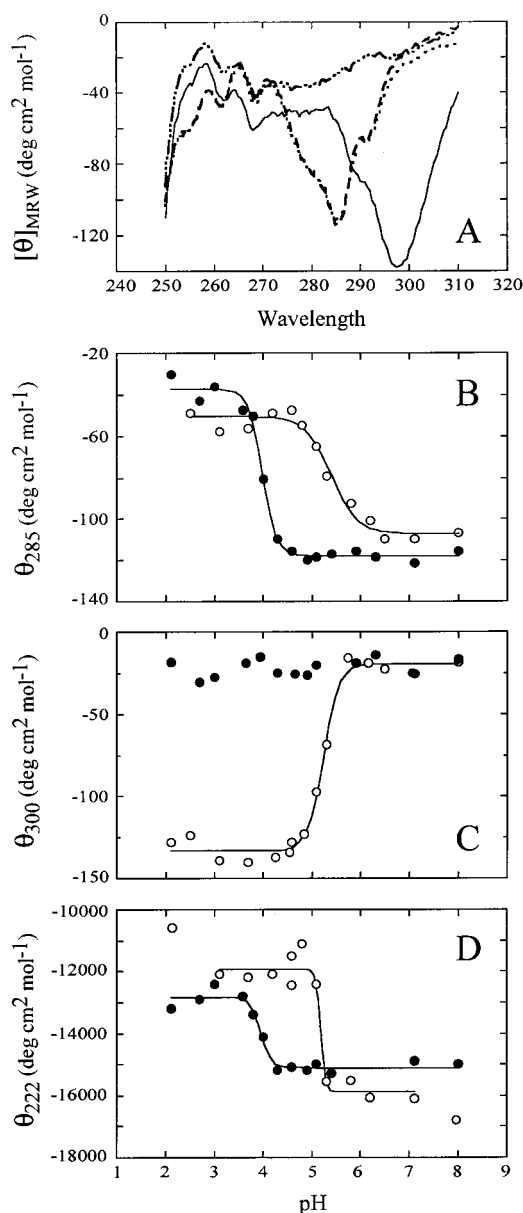 0
-40
-80
-120
[θ]MRW (deg cm² mol⁻¹)
A
240 250 260 270 280 290 300 310 320
Wavelength
-20
-60
-100
-140
θ285 (deg cm² mol⁻¹)
B
0
-50
-100
-150
θ300 (deg cm² mol⁻¹)
C
-10000
-12000
-14000
-16000
-18000
θ222 (deg cm² mol⁻¹)
D
1 2 3 4 5 6 7 8 9
pH